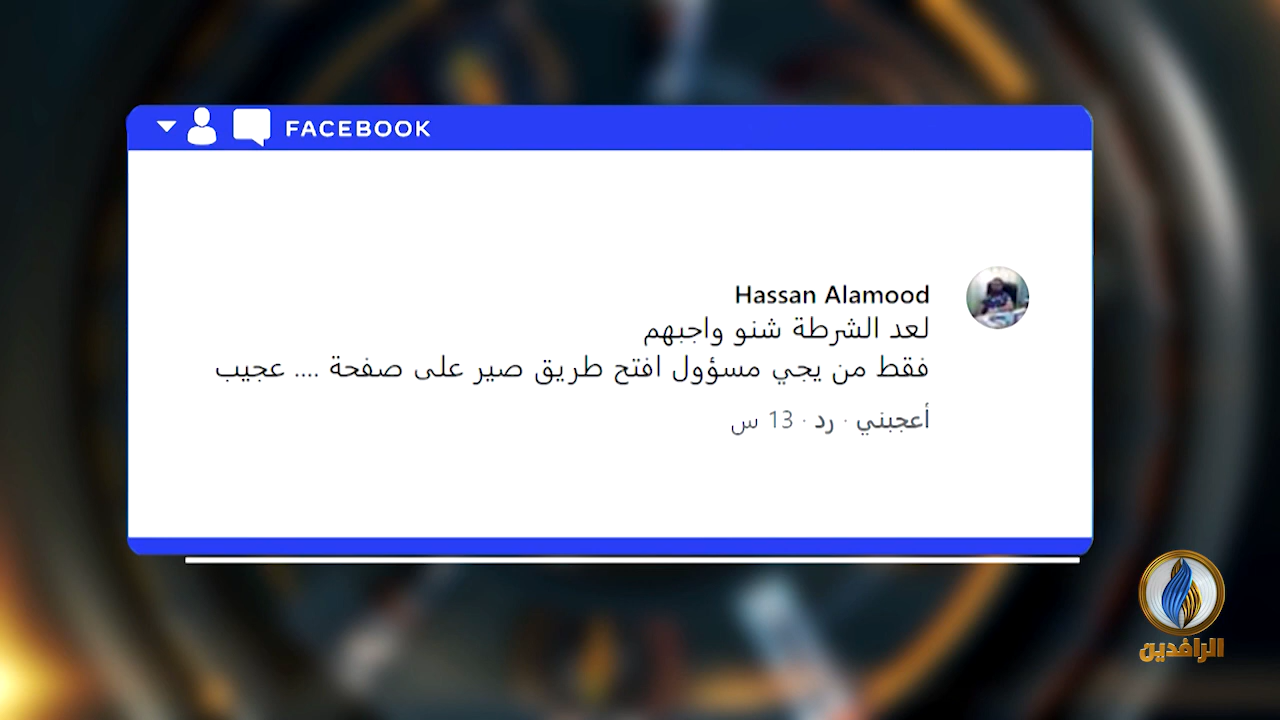 FACEBOOK
Hassan Alamood
لعد الشرطة شنو واجبهم
فقط من يجي مسؤول افتح طريق صير على صفحة .... عجيب
أعجبني · رد · 13 س
الرافدين